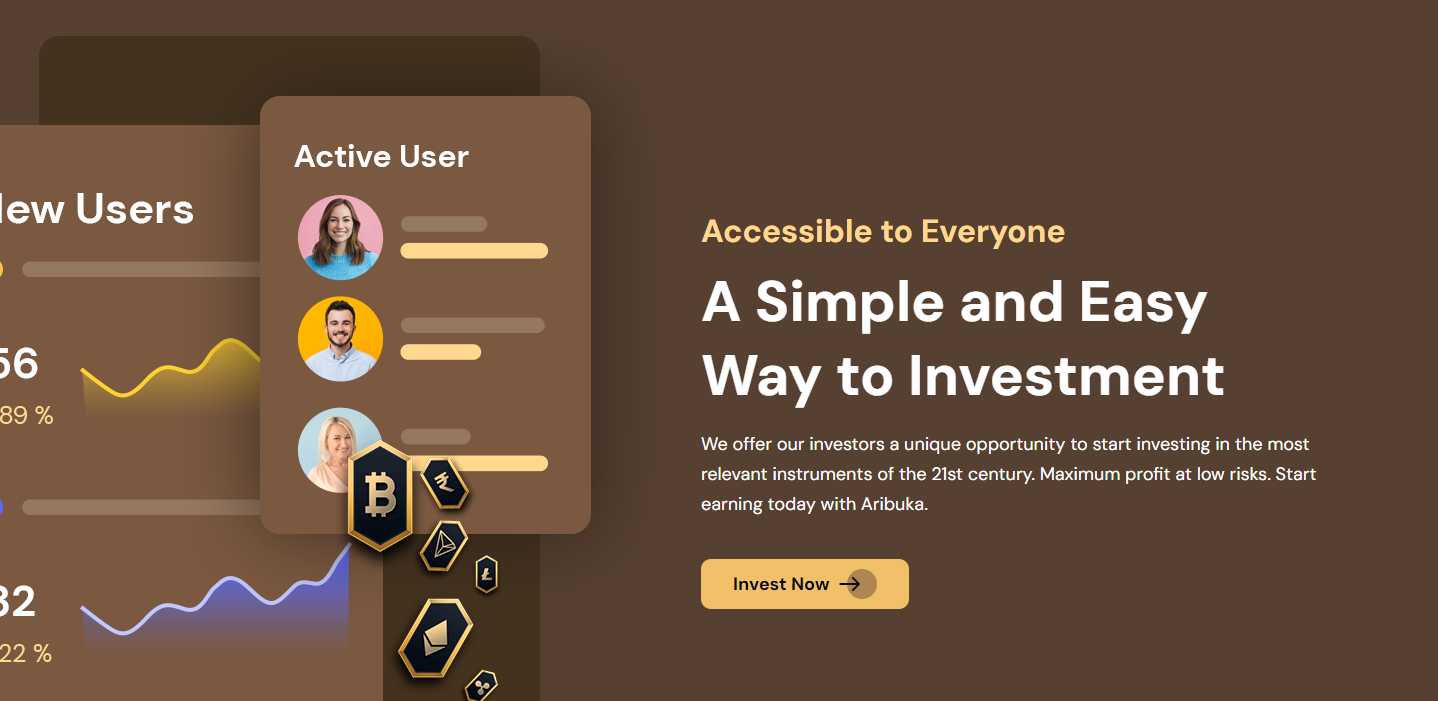 Active User
New Users
56
89 %
32
22 %
Accessible to Everyone
A Simple and Easy
Way to Investment
We offer our investors a unique opportunity to start investing in the most
relevant instruments of the 21st century. Maximum profit at low risks. Start
earning today with Aribuka.
Invest Now